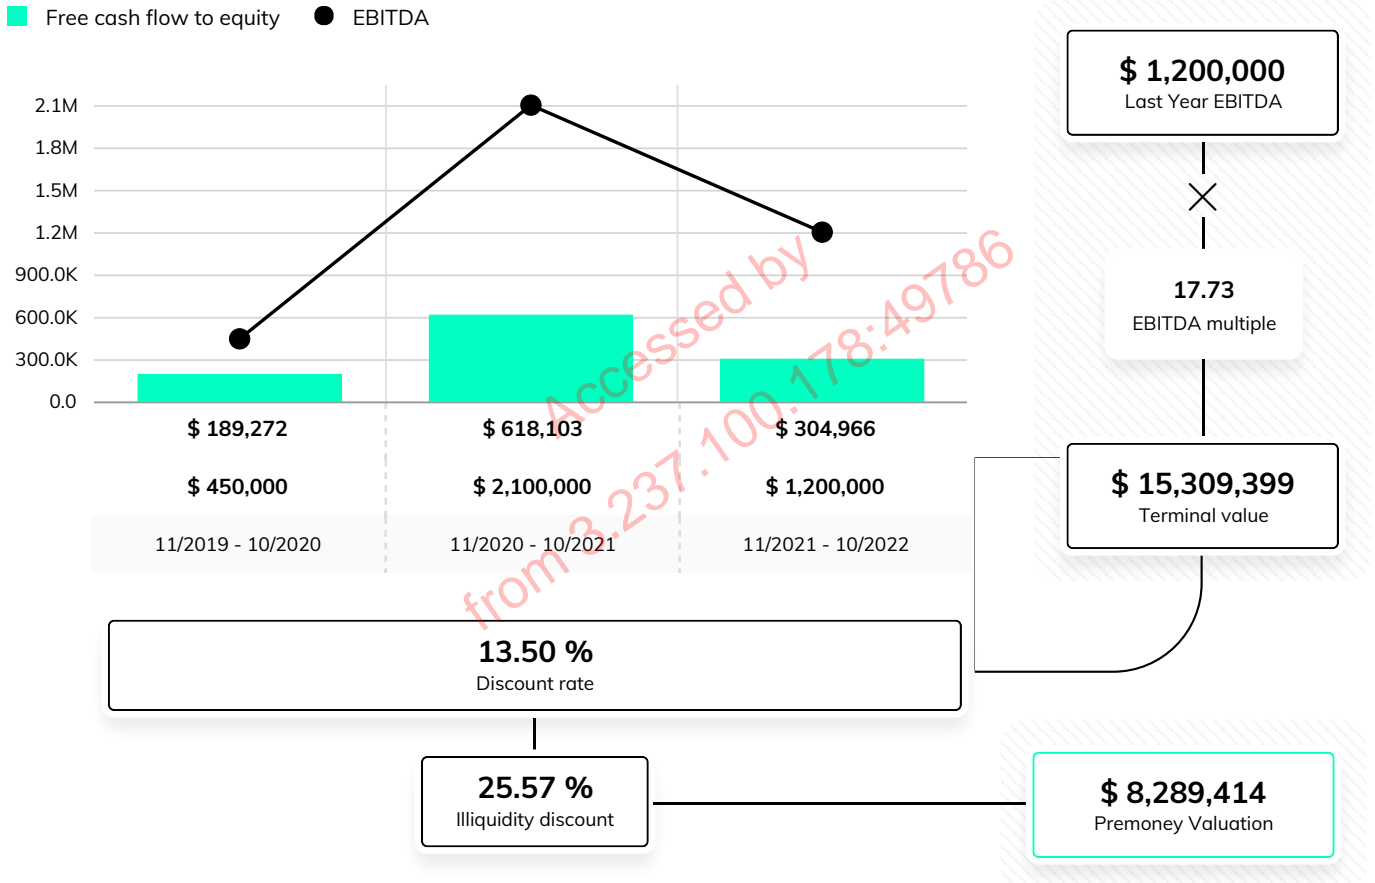 Free cash flow to equity
EBITDA
2.1M
1.8M
1.5M
1.2M
900.0K
600.0K
300.0K
0.0
$ 189,272
$ 618,103
$ 304,966
$ 450,000
$ 2,100,000
$ 1,200,000
11/2019 - 10/2020
11/2020 - 10/2021
11/2021 - 10/2022
$ 1,200,000
Last Year EBITDA
17.73
EBITDA multiple
$ 15,309,399
Terminal value
13.50 %
Discount rate
25.57 %
Illiquidity discount
$ 8,289,414
Premoney Valuation
Accessed by
from 3.237.100.178:49786